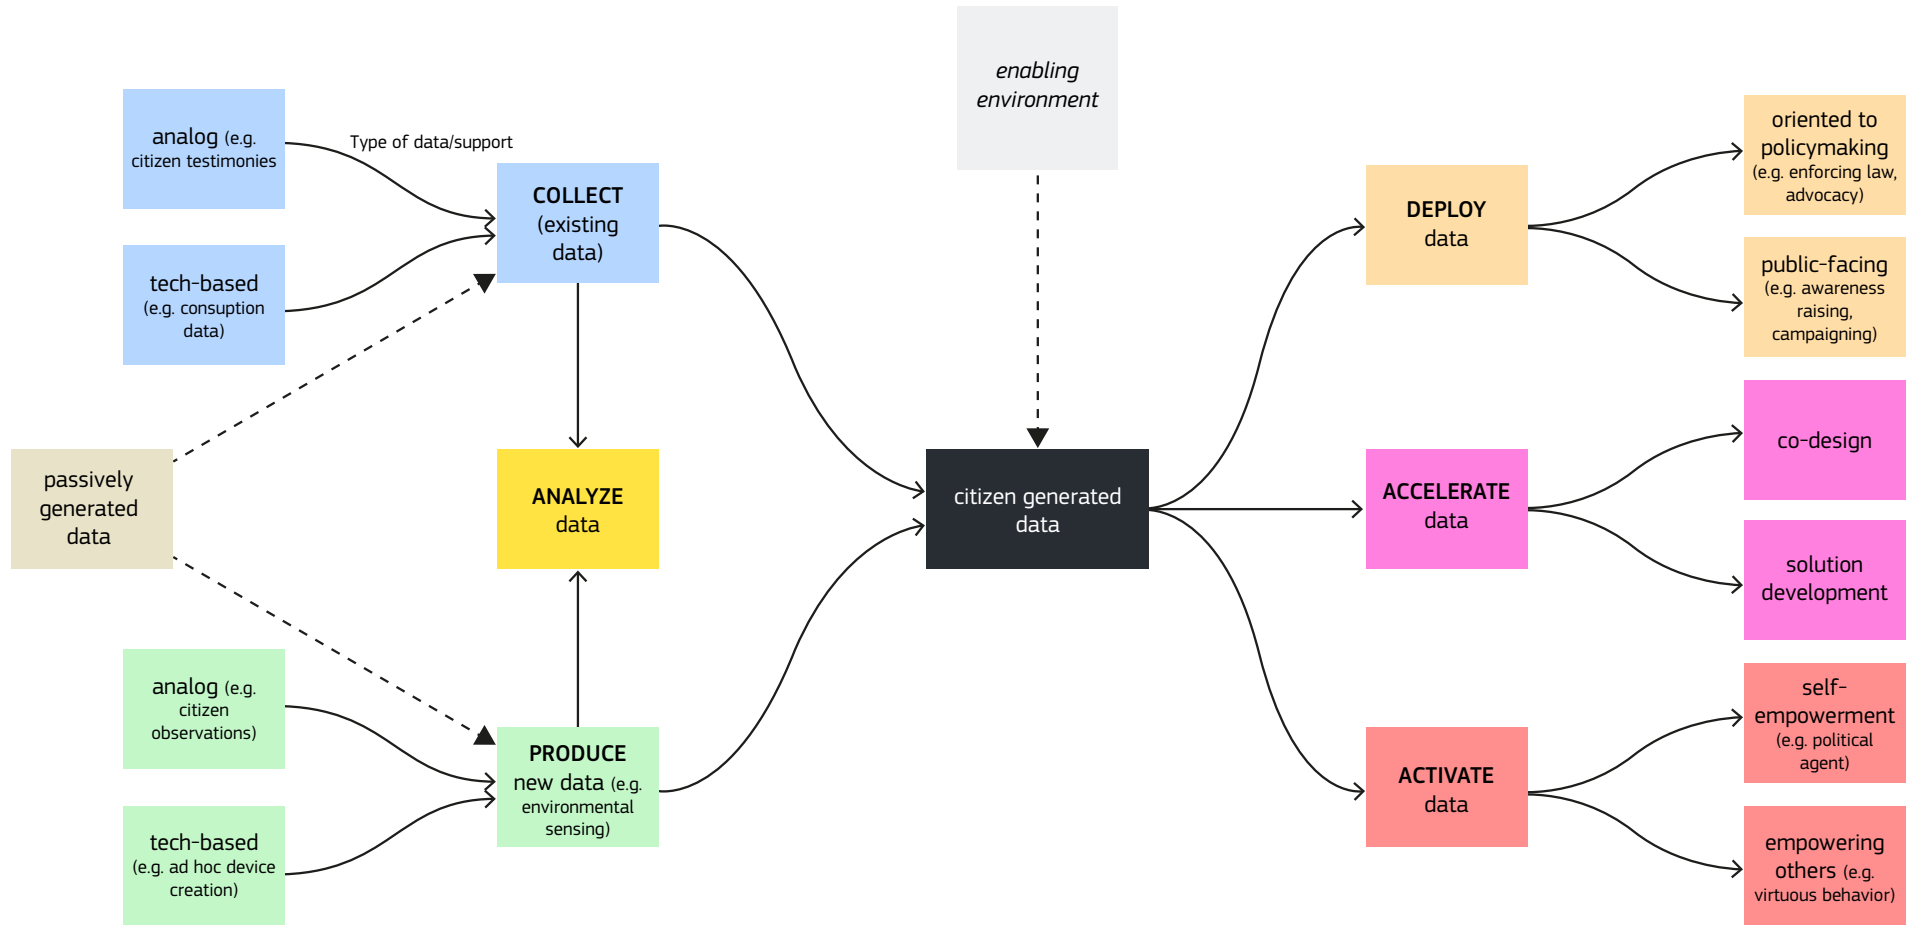 enabling
environment
analog (e.g.
citizen testimonies
Type of data/support
COLLECT
(existing
data)
tech-based
(e.g. consuption
data)
passively
generated
data
ANALYZE
data
analog (e.g.
citizen
observations)
PRODUCE
new data (e.g.
environmental
sensing)
tech-based
(e.g. ad hoc device
creation)
citizen generated
data
DEPLOY
data
oriented to
policymaking
(e.g. enforcing law,
advocacy)
public-facing
(e.g. awareness
raising,
campaigning)
ACCELERATE
data
co-design
solution
development
ACTIVATE
data
self-
empowerment
(e.g. political
agent)
empowering
others (e.g.
virtuous behavior)